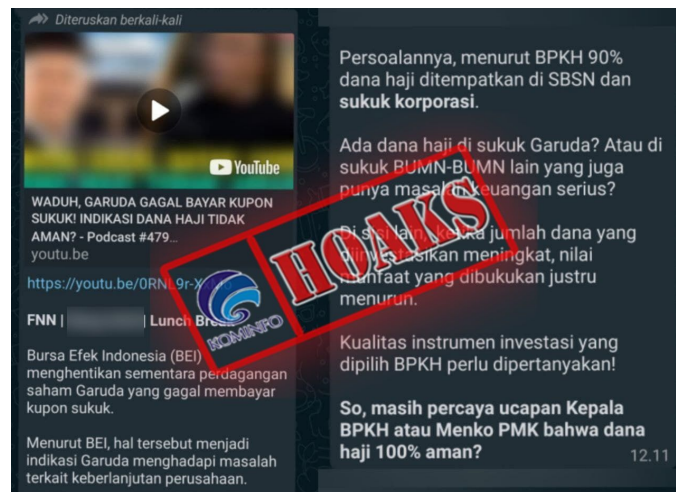 Diteruskan berkali-kali
YouTube
WADUH, GARUDA GAGAL BAYAR KUPON
SUKUK! INDIKASI DANA HAJI TIDAK
AMAN? - Podcast #479...
youtu.be
https://youtu.be/0RNL9r-X
FNN | | Lunch Break
Bursa Efek Indonesia (BEI)
menghentikan sementara perdagangan
saham Garuda yang gagal membayar
kupon sukuk.
Menurut BEI, hal tersebut menjadi
indikasi Garuda menghadapi masalah
terkait keberlanjutan perusahaan.
Persoalannya, menurut BPKH 90%
dana haji ditempatkan di SBSN dan
sukuk korporasi.
Ada dana haji di sukuk Garuda? Atau di
sukuk BUMN-BUMN lain yang juga
punya masalah keuangan serius?
Di sisi lain, ketika jumlah dana yang
diinvestasikan meningkat, nilai
manfaat yang dibukukan justru
menurun.
Kualitas instrumen investasi yang
dipilih BPKH perlu dipertanyakan!
So, masih percaya ucapan Kepala
BPKH atau Menko PMK bahwa dana
haji 100% aman?
12.11
KOMINFO
HOAKS